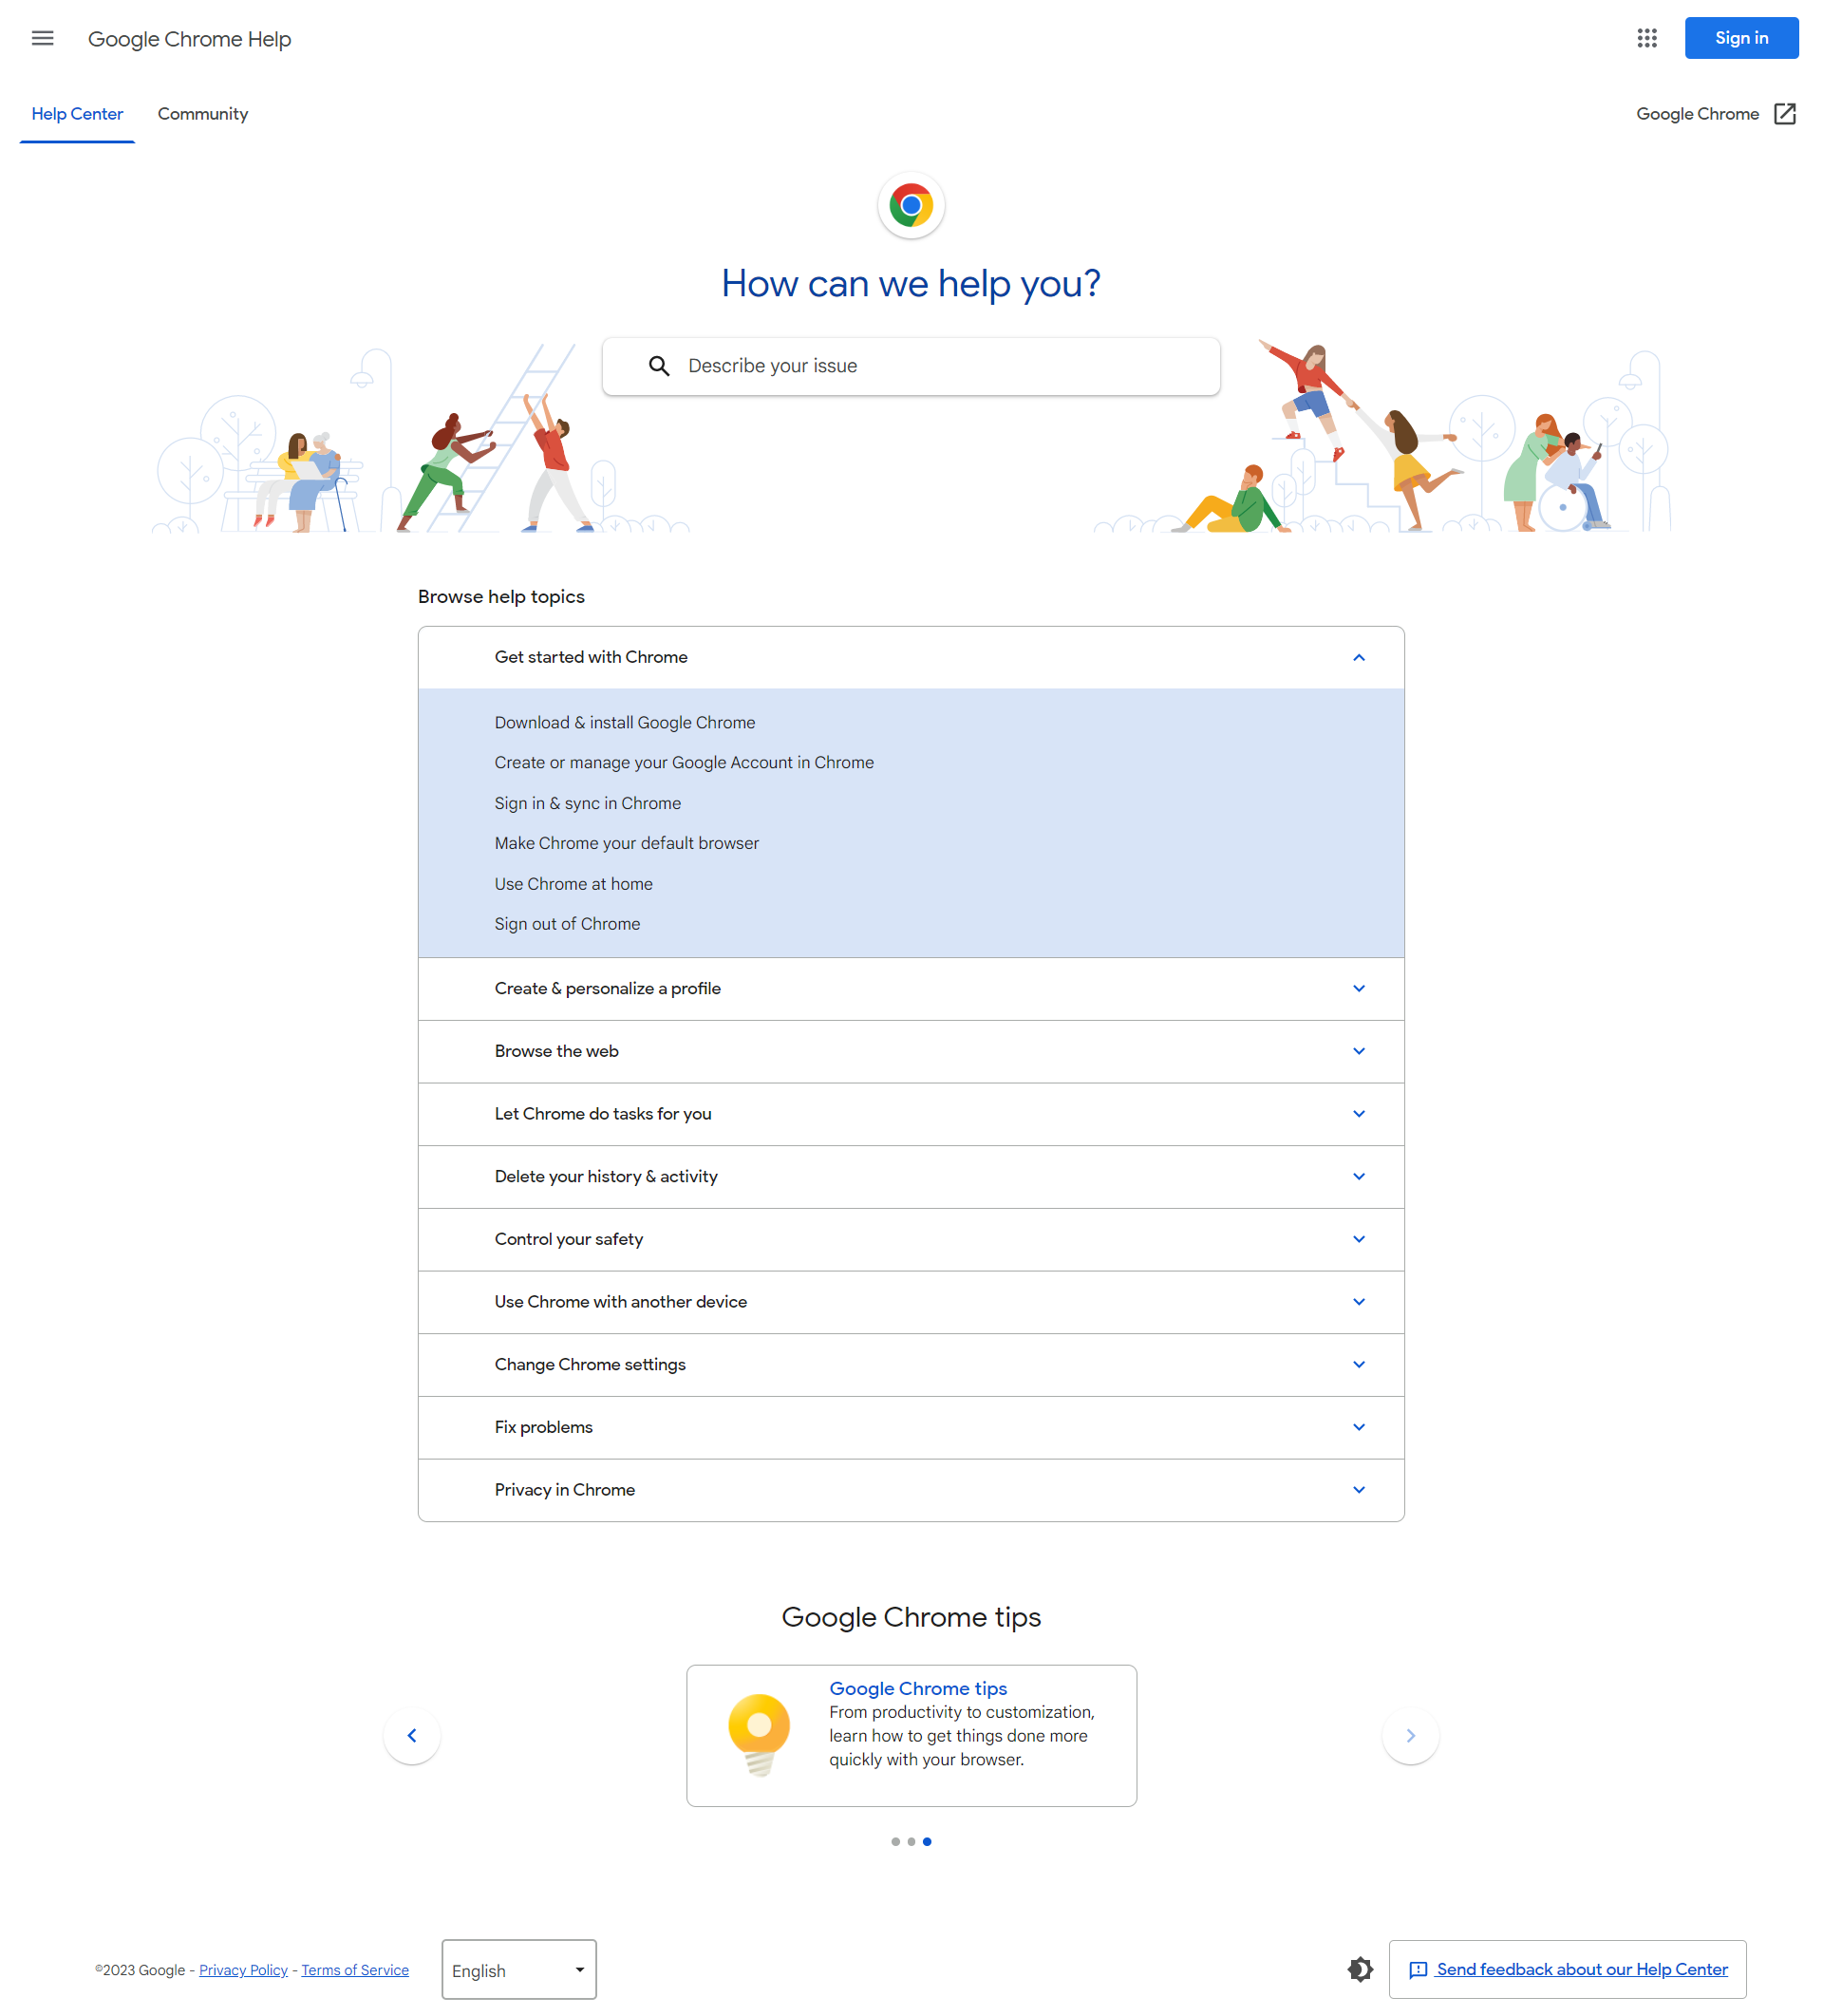 Google Chrome Help
Sign in
Help Center
Community
Google Chrome
How can we help you?
Describe your issue
Browse help topics
Get started with Chrome
Download & install Google Chrome
Create or manage your Google Account in Chrome
Sign in & sync in Chrome
Make Chrome your default browser
Use Chrome at home
Sign out of Chrome
Create & personalize a profile
Browse the web
Let Chrome do tasks for you
Delete your history & activity
Control your safety
Use Chrome with another device
Change Chrome settings
Fix problems
Privacy in Chrome
Google Chrome tips
Google Chrome tips
From productivity to customization,
learn how to get things done more
quickly with your browser.
©2023 Google - Privacy Policy - Terms of Service
English
Send feedback about our Help Center